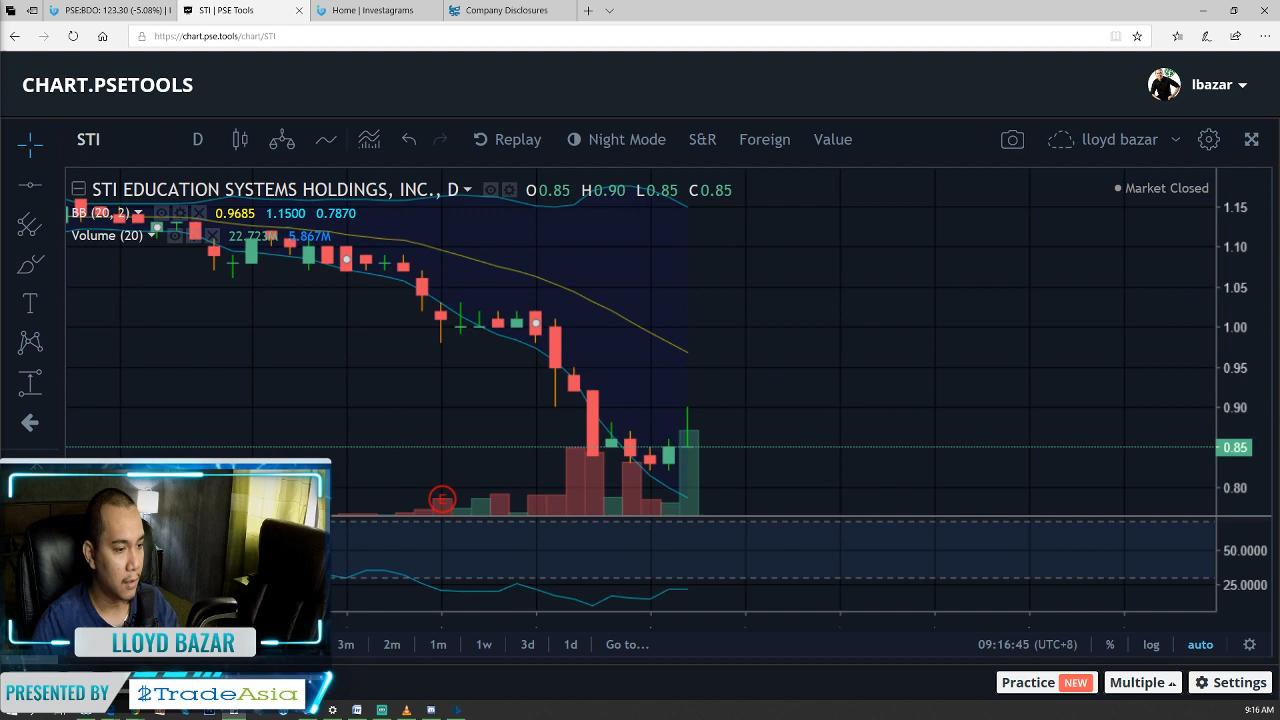 PSE:BDO: 123.30 (-5.08%) | I
STI | PSE Tools
Home | Investagrams
Company Disclosures
https://chart.pse.tools/chart/STI
CHART.PSETOOLS
lbazar
STI
D
Replay
Night Mode
S&R
Foreign
Value
lloyd bazar
STI EDUCATION SYSTEMS HOLDINGS, INC., D
O0.85 H0.90 L0.85 C0.85
Market Closed
BB (20, 2)
0.9685 1.1500 0.7870
Volume (20)
22.723M 5.867M
1.15
1.10
1.05
1.00
0.95
0.90
0.85
0.80
E
50.0000
25.0000
3m
2m
1m
1w
3d
1d
Go to...
09:16:45 (UTC+8)
%
log
auto
LLOYD BAZAR
PRESENTED BY
$TradeAsia
Practice NEW
Multiple
Settings
9:16 AM